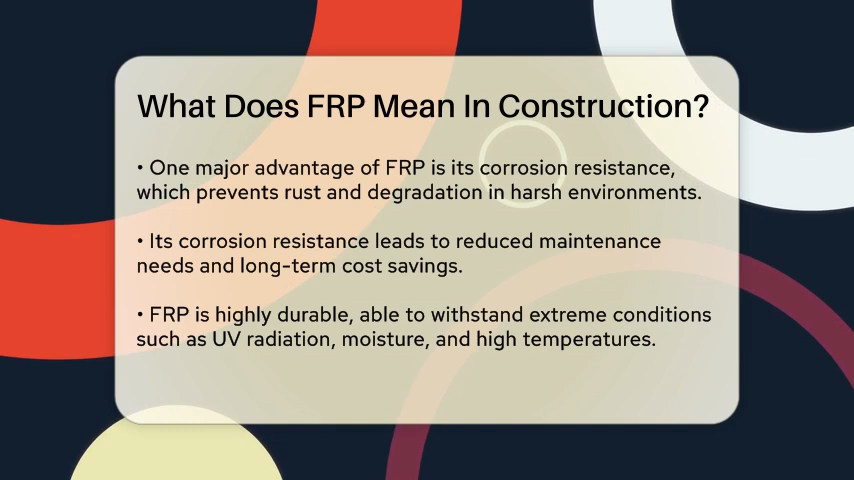 What Does FRP Mean In Construction?
• One major advantage of FRP is its corrosion resistance,
which prevents rust and degradation in harsh environments.
• Its corrosion resistance leads to reduced maintenance
needs and long-term cost savings.
• FRP is highly durable, able to withstand extreme conditions
such as UV radiation, moisture, and high temperatures.